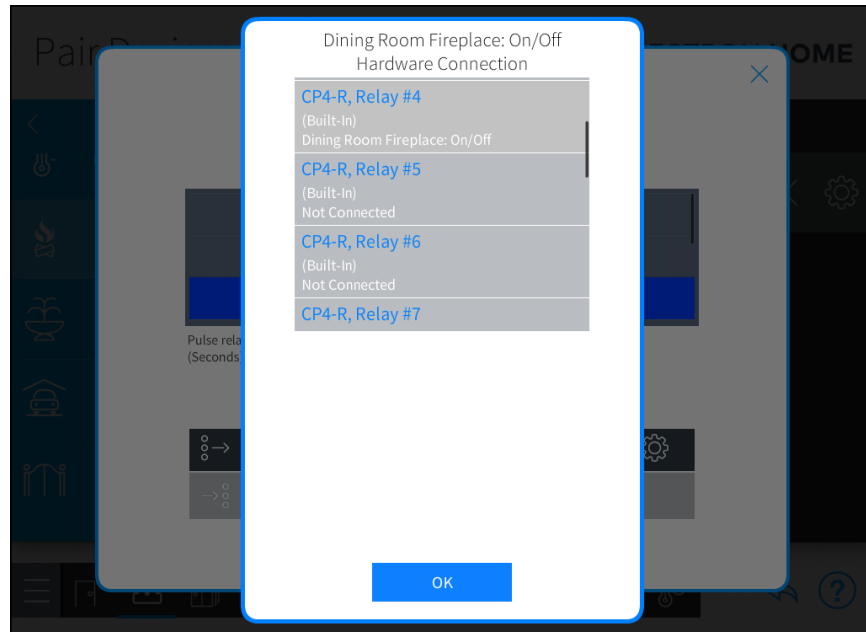 Dining Room Fireplace: On/Off
Hardware Connection
CP4-R, Relay #4
(Built-In)
Dining Room Fireplace: On/Off
CP4-R, Relay #5
(Built-In)
Not Connected
CP4-R, Relay #6
(Built-In)
Not Connected
CP4-R, Relay #7
OK
Pair
OME
Pulse rela
(Seconds
?